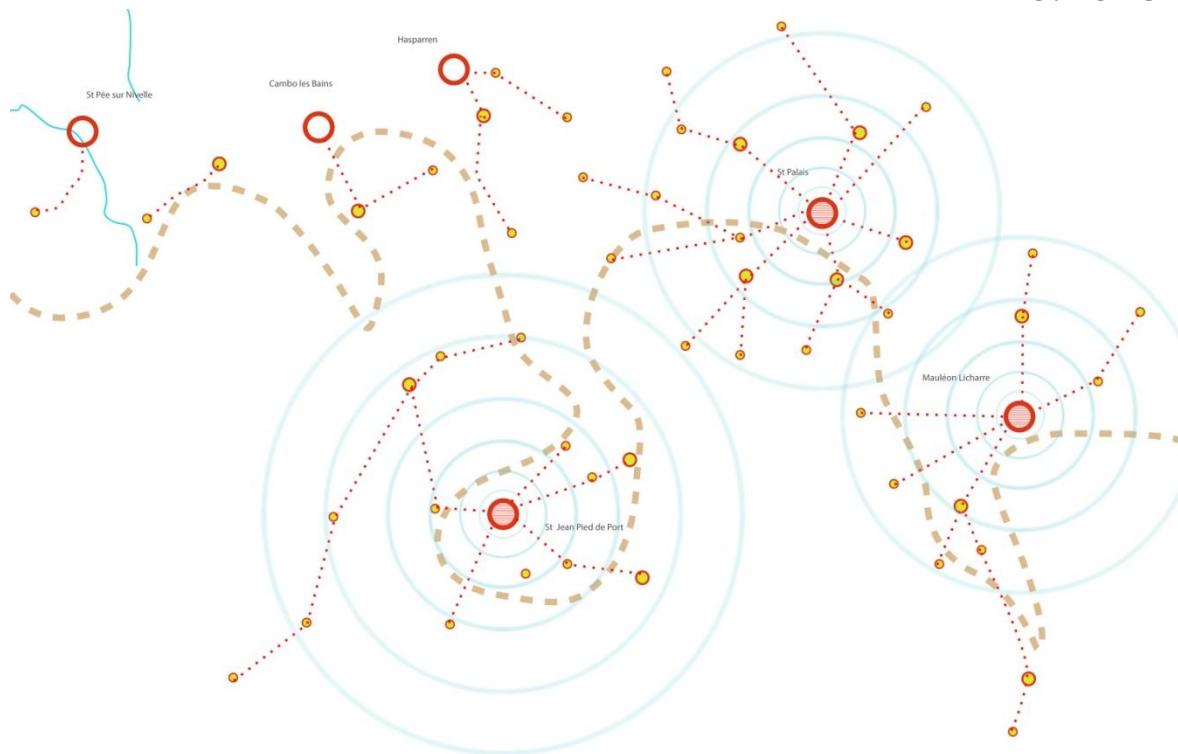 Hasparren
Cambo les Bains
St Pée sur Nivelle
St Palais
Mauléon Licharre
St Jean Pied de Port